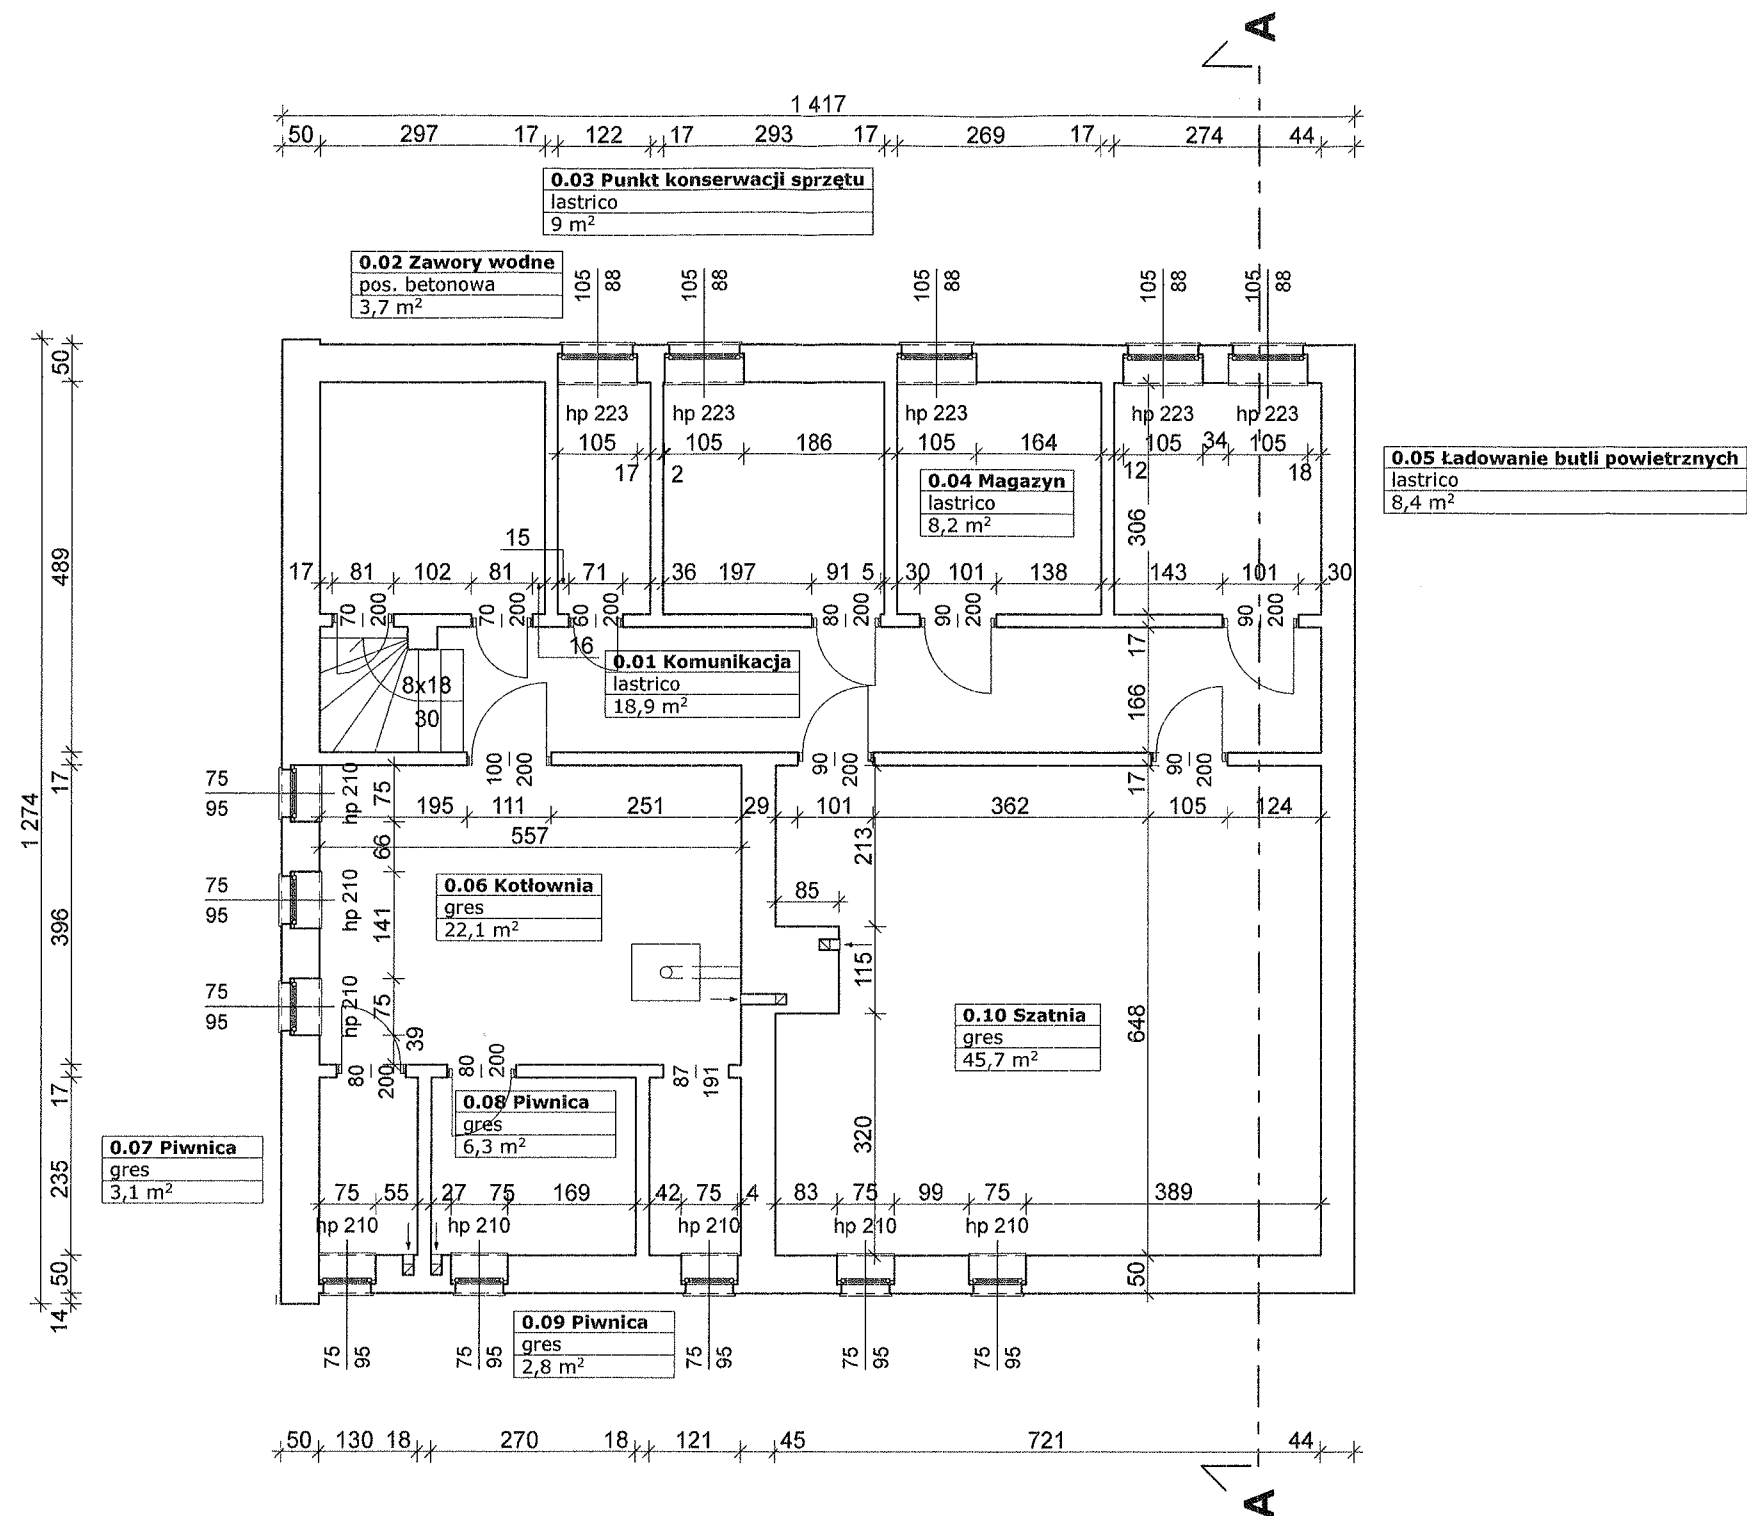 A
1 417
50 297 17 122 17 293 17 269 17 274 44
0.03 Punkt konserwacji sprzętu
lastrico
9 m²
0.02 Zawory wodne
pos. betonowa
3,7 m²
105 88 105 88 105 88 105 88 105 88
hp 223 hp 223 hp 223 hp 223 hp 223
105 105 186 105 164 105 34 105
17 2 12 18
0.04 Magazyn
lastrico
8,2 m²
0.05 Ładowanie butli powietrznych
lastrico
8,4 m²
50
489
306
15
17 81 102 81 71 36 197 91 5 30 101 138 143 101 30
70 200 70 200 60 200 80 200 90 200 90 200
16
0.01 Komunikacja
lastrico
18,9 m²
8x18
30
17
166
100 200 90 200 90 200
17
17
1 274
75
95
hp 210
75
195 111 251 29 101 362 105 124
557
66
213
75
95
hp 210
141
85
0.06 Kotłownia
gres
22,1 m²
396
115
75
95
hp 210
75
39
0.10 Szatnia
gres
45,7 m²
648
80 200 80 200 87 191
17
0.08 Piwnica
gres
6,3 m²
320
0.07 Piwnica
gres
3,1 m²
235
75 55 27 75 169 42 75 4 83 75 99 75 389
hp 210 hp 210 hp 210 hp 210 hp 210
50
50
14
0.09 Piwnica
gres
2,8 m²
75 95 75 95 75 95 75 95 75 95
50 130 18 270 18 121 45 721 44
A